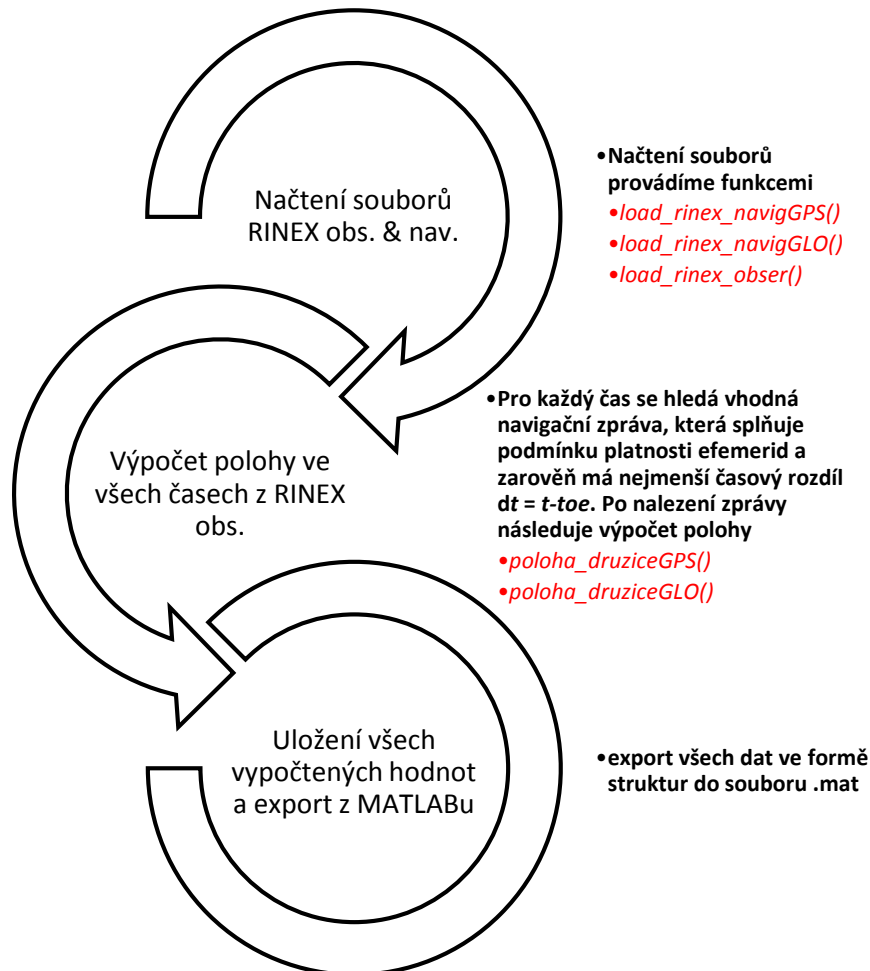 Načtení souborů
RINEX obs. & nav.
•Načtení souborů
provádíme funkcemi
•load_rinex_navigGPS()
•load_rinex_navigGLO()
•load_rinex_obser()
Výpočet polohy ve
všech časech z RINEX
obs.
•Pro každý čas se hledá vhodná
navigační zpráva, která splňuje
podmínku platnosti efemerid a
zarověň má nejmenší časový rozdíl
dt = t-toe. Po nalezení zprávy
následuje výpočet polohy
•poloha_druziceGPS()
•poloha_druziceGLO()
Uložení všech
vypočtených hodnot
a export z MATLABu
•export všech dat ve formě
struktur do souboru .mat